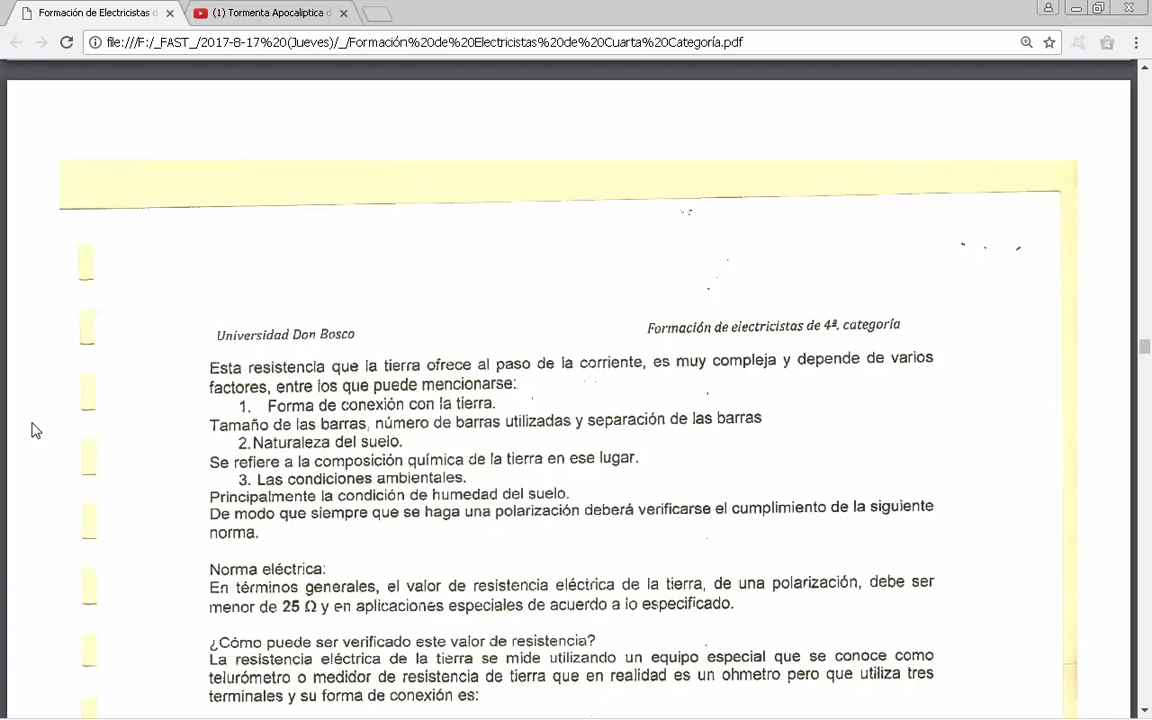 Formación de Electricistas d
(1) Tormenta Apocaliptica d
file:///F:/_FAST_/2017-8-17%20(Jueves)/_/Formación%20de%20Electricistas%20de%20Cuarta%20Categoría.pdf
Universidad Don Bosco
Formación de electricistas de 4ª. categoría
Esta resistencia que la tierra ofrece al paso de la corriente, es muy compleja y depende de varios
factores, entre los que puede mencionarse:
1. Forma de conexión con la tierra.
Tamaño de las barras, número de barras utilizadas y separación de las barras
2.Naturaleza del suelo.
Se refiere a la composición química de la tierra en ese lugar.
3. Las condiciones ambientales.
Principalmente la condición de humedad del suelo.
De modo que siempre que se haga una polarización deberá verificarse el cumplimiento de la siguiente
norma.
Norma eléctrica:
En términos generales, el valor de resistencia eléctrica de la tierra, de una polarización, debe ser
menor de 25 Ω y en aplicaciones especiales de acuerdo a lo especificado.
¿Cómo puede ser verificado este valor de resistencia?
La resistencia eléctrica de la tierra se mide utilizando un equipo especial que se conoce como
telurómetro o medidor de resistencia de tierra que en realidad es un ohmetro pero que utiliza tres
terminales y su forma de conexión es: